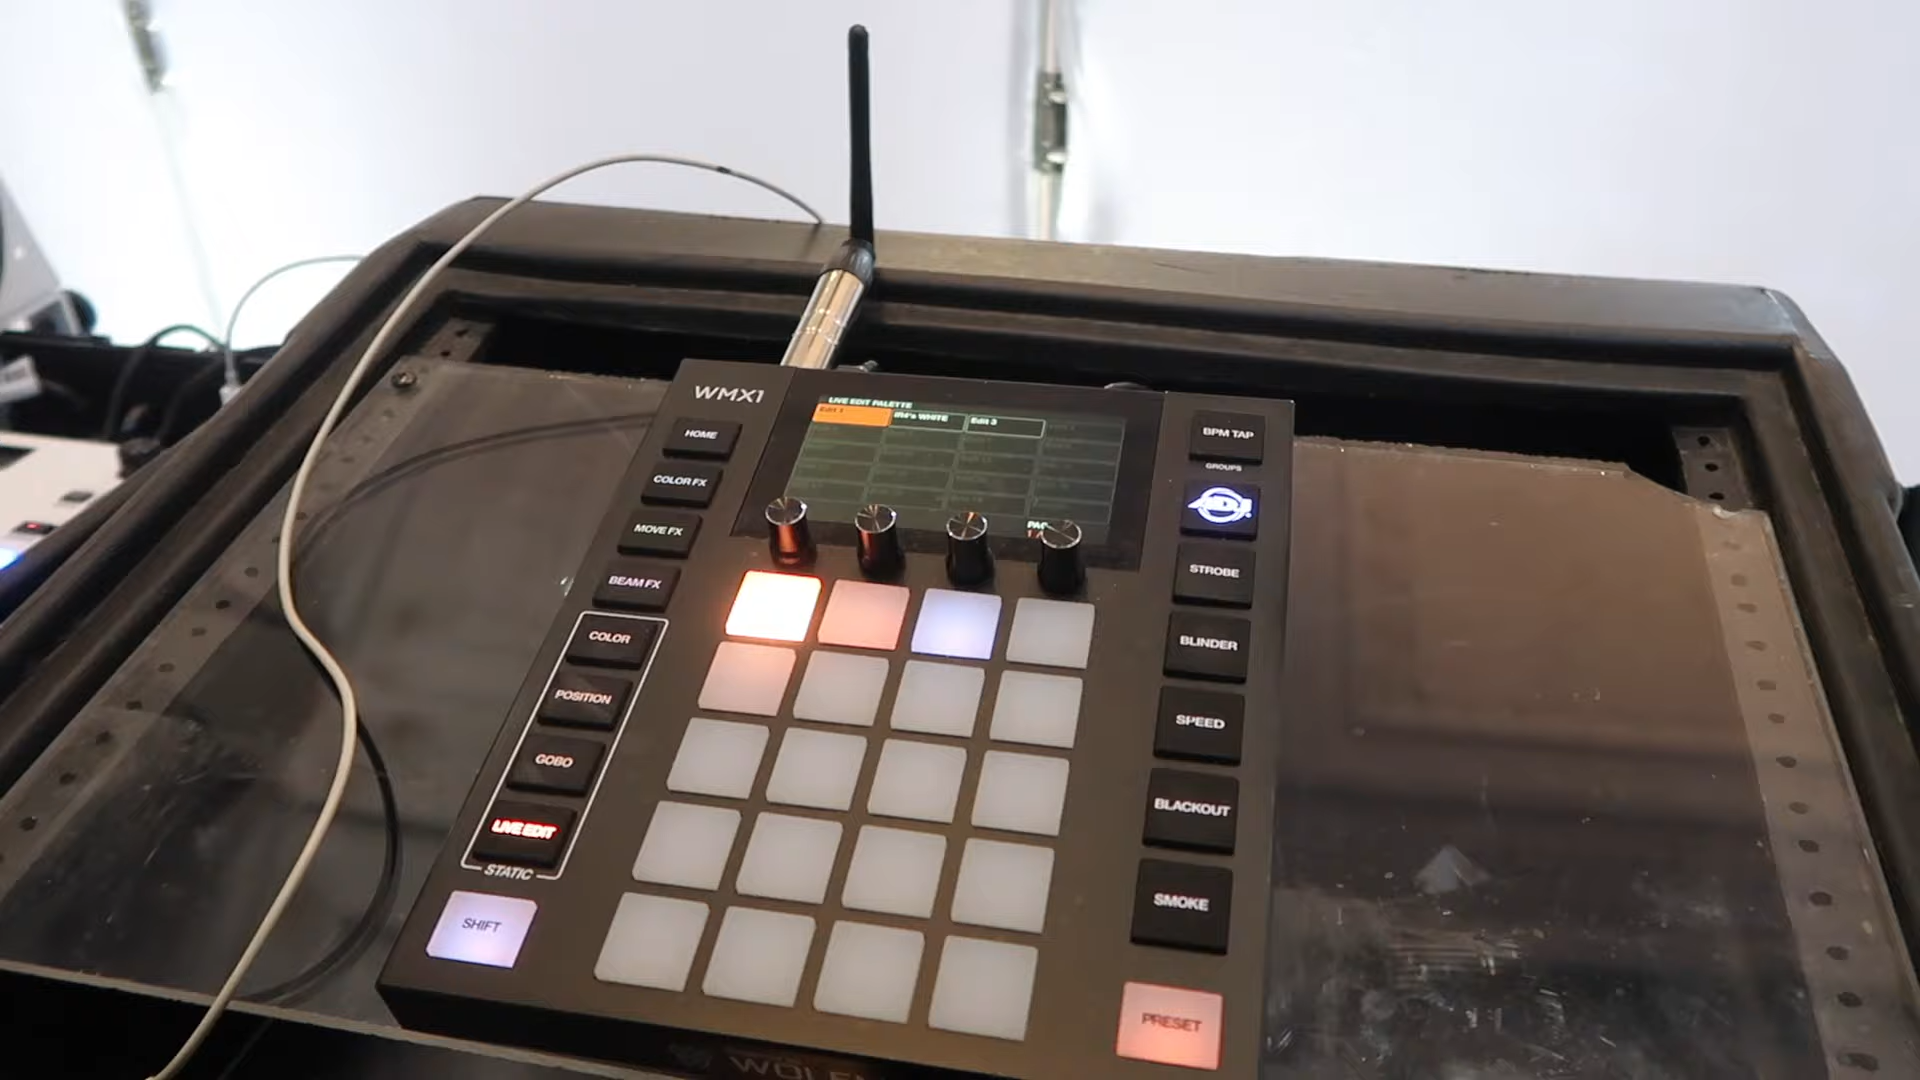 WMX1
LIVE EDIT PALETTE
Edit 1
Edit 3
HOME
COLOR FX
MOVE FX
BEAM FX
COLOR
POSITION
GOBO
LIVE EDIT
STATIC
SHIFT
BPM TAP
GROUPS
ADJ
STROBE
BLINDER
SPEED
BLACKOUT
SMOKE
PRESET